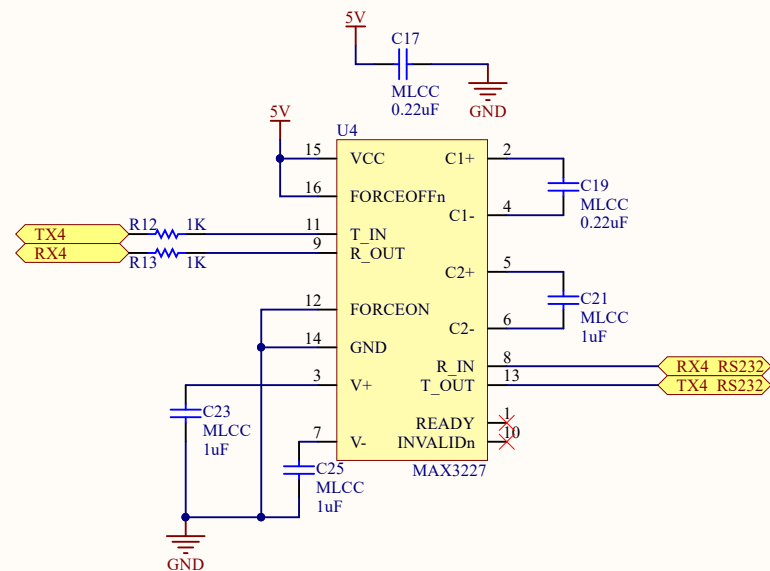 5V
C17
MLCC
0.22uF
GND
5V
U4
15 VCC C1+ 2
16 FORCEOFFn C1- 4
C19
MLCC
0.22uF
TX4 R12 1K 11 T_IN
RX4 R13 1K 9 R_OUT
C2+ 5
12 FORCEON
C2- 6
C21
MLCC
1uF
14 GND
R_IN 8 RX4_RS232
3 V+ T_OUT 13 TX4_RS232
C23
MLCC
1uF
READY 1
7 V- INVALIDn 10
C25
MLCC
1uF
MAX3227
GND